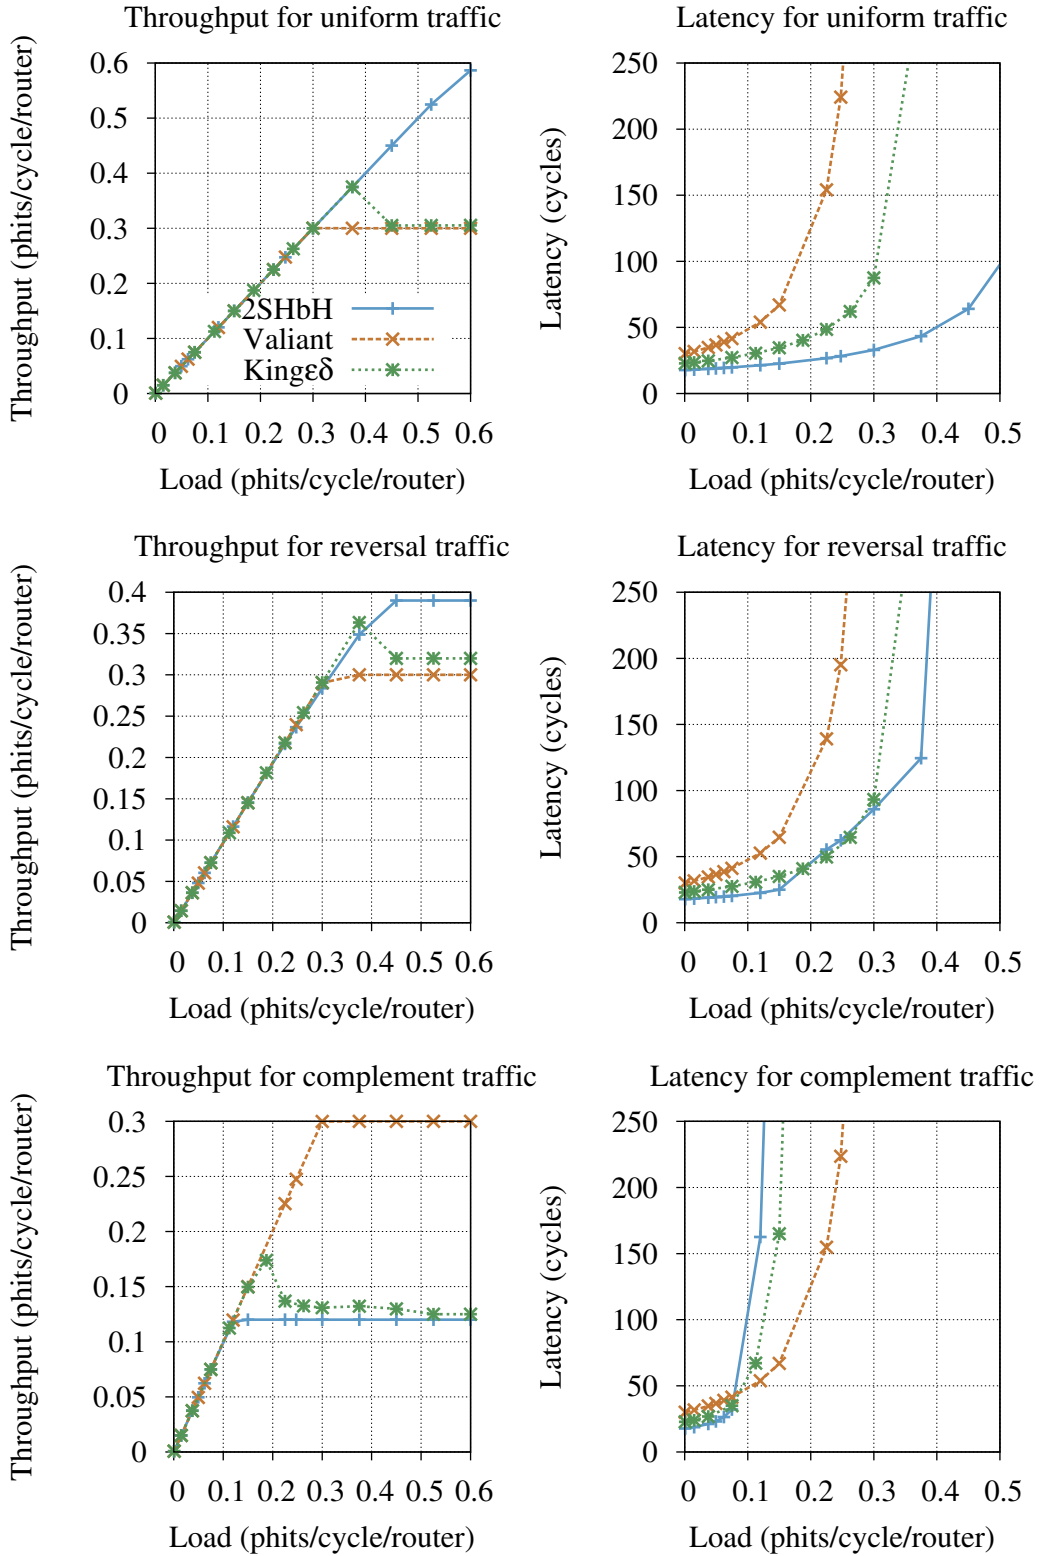 Throughput for uniform traffic
Throughput (phits/cycle/router)
0.6
0.5
0.4
0.3
0.2
0.1
0
2SHbH
Valiant
Kingεδ
0 0.1 0.2 0.3 0.4 0.5 0.6
Load (phits/cycle/router)
Latency for uniform traffic
Latency (cycles)
250
200
150
100
50
0
0 0.1 0.2 0.3 0.4 0.5
Load (phits/cycle/router)
Throughput for reversal traffic
Throughput (phits/cycle/router)
0.4
0.35
0.3
0.25
0.2
0.15
0.1
0.05
0
0 0.1 0.2 0.3 0.4 0.5 0.6
Load (phits/cycle/router)
Latency for reversal traffic
Latency (cycles)
250
200
150
100
50
0
0 0.1 0.2 0.3 0.4 0.5
Load (phits/cycle/router)
Throughput for complement traffic
Throughput (phits/cycle/router)
0.3
0.25
0.2
0.15
0.1
0.05
0
0 0.1 0.2 0.3 0.4 0.5 0.6
Load (phits/cycle/router)
Latency for complement traffic
Latency (cycles)
250
200
150
100
50
0
0 0.1 0.2 0.3 0.4 0.5
Load (phits/cycle/router)